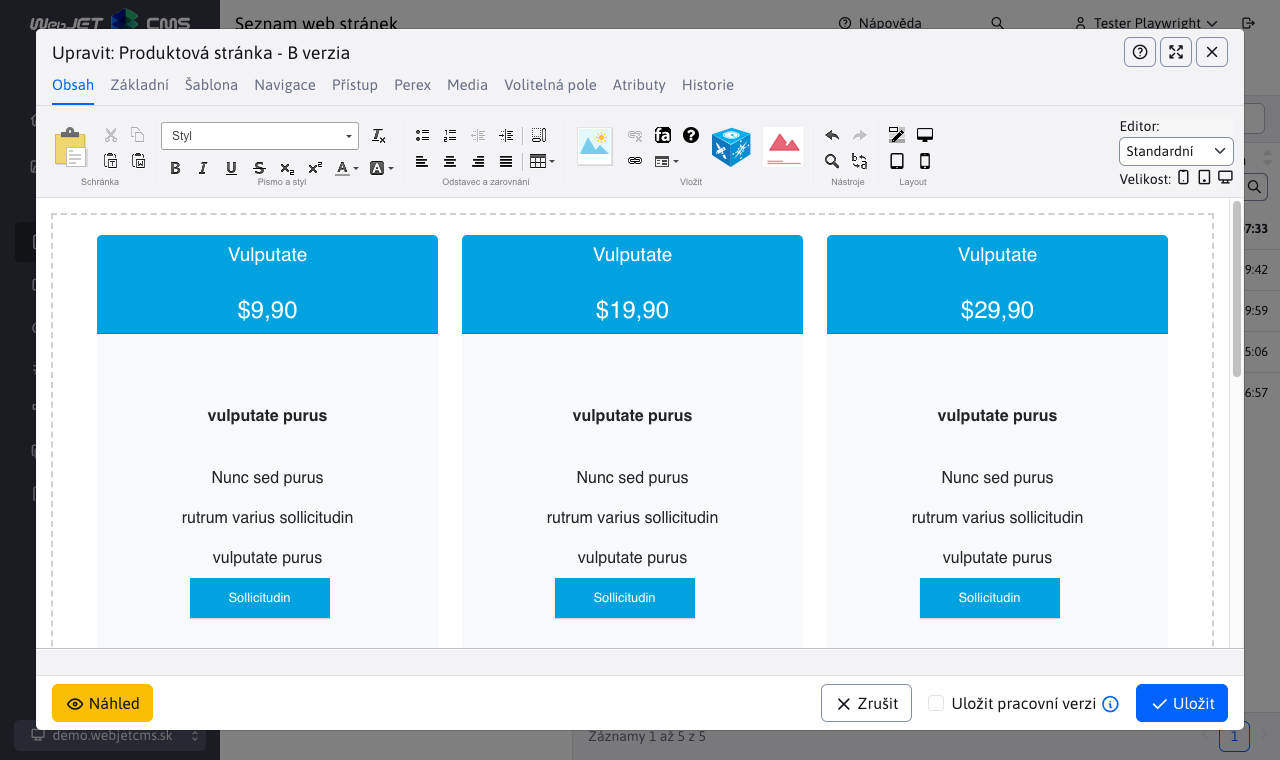 WebJET CMS
Seznam web stránek
Nápověda
Tester Playwright
Upravit: Produktová stránka - B verzia
Obsah Základní Šablona Navigace Přístup Perex Media Volitelná pole Atributy Historie
Styl
Schránka
Písmo a styl
Odstavec a zarovnání
Vložit
Nástroje
Layout
Editor:
Standardní
Velikost:
Vulputate
$9,90
vulputate purus
Nunc sed purus
rutrum varius sollicitudin
vulputate purus
Sollicitudin
Vulputate
$19,90
vulputate purus
Nunc sed purus
rutrum varius sollicitudin
vulputate purus
Sollicitudin
Vulputate
$29,90
vulputate purus
Nunc sed purus
rutrum varius sollicitudin
vulputate purus
Sollicitudin
7:33
9:42
9:59
5:06
6:57
Náhled
Zrušit
Uložit pracovní verzi
Uložit
demo.webjetcms.sk
Záznamy 1 až 5 z 5
1